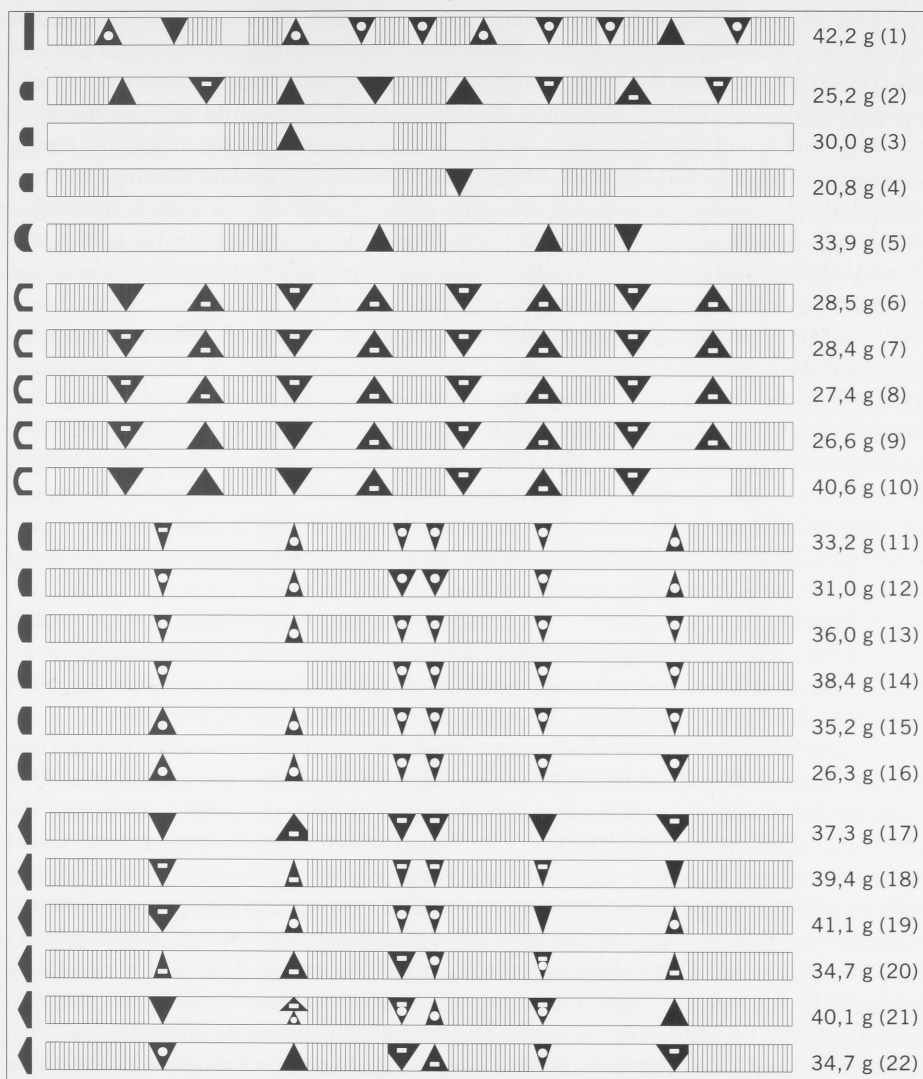 42,2 g (1)
25,2 g (2)
30,0 g (3)
20,8 g (4)
33,9 g (5)
28,5 g (6)
28,4 g (7)
27,4 g (8)
26,6 g (9)
40,6 g (10)
33,2 g (11)
31,0 g (12)
36,0 g (13)
38,4 g (14)
35,2 g (15)
26,3 g (16)
37,3 g (17)
39,4 g (18)
41,1 g (19)
34,7 g (20)
40,1 g (21)
34,7 g (22)